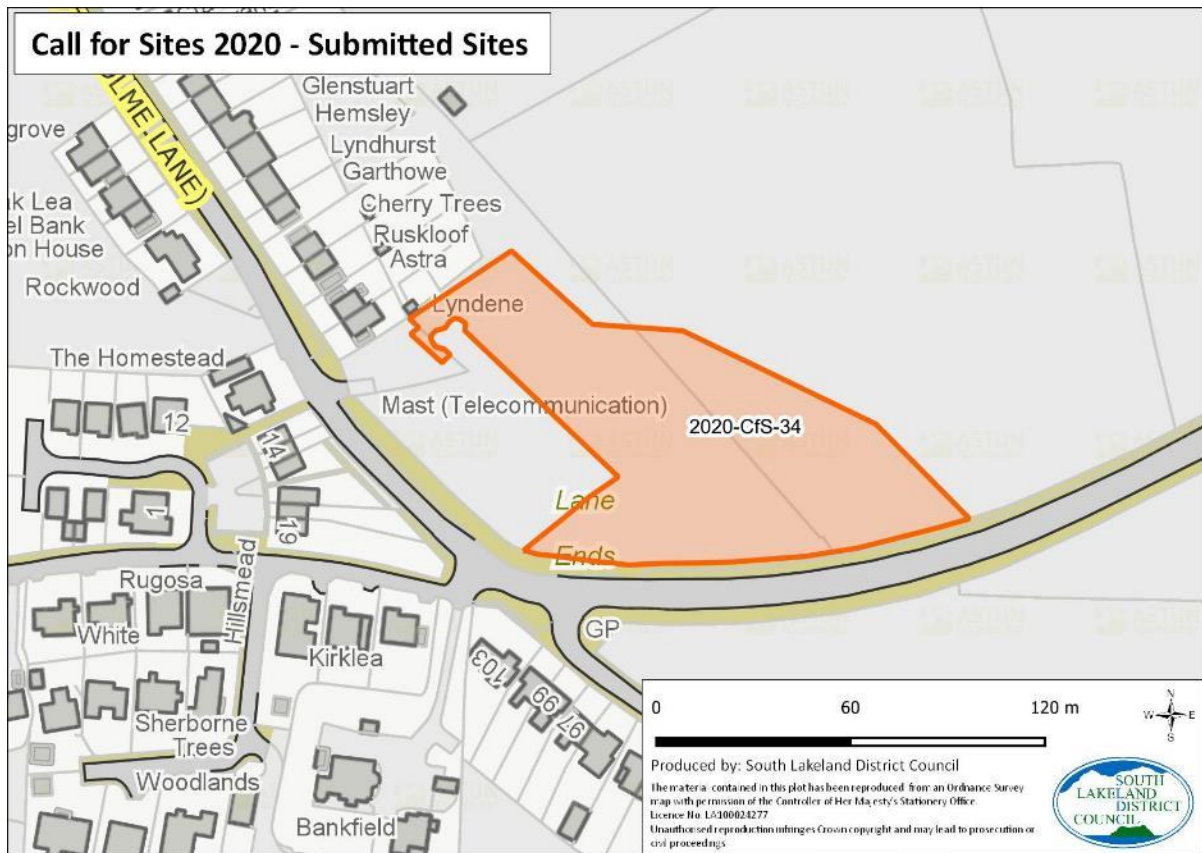 Call for Sites 2020 - Submitted Sites
OLME LANE)
Glenstuart
Hemsley
Lyndhurst
Garthowe
Cherry Trees
Ruskloof
Astra
Lyndene
grove
ak Lea
el Bank
on House
Rockwood
The Homestead
12
14
1
19
Mast (Telecommunication)
2020-CfS-34
Lane
Ends
Rugosa
White
Hillsmead
Kirklea
GP
103
99
97
Sherborne
Trees
Woodlands
Bankfield
0 60 120 m
N
W E
S
Produced by: South Lakeland District Council
The material contained in this plot has been reproduced from an Ordnance Survey
map with permission of the Controller of Her Majesty's Stationery Office.
Licence No. LA100024277
Unauthorised reproduction infringes Crown copyright and may lead to prosecution or
civil proceedings
SOUTH
LAKELAND
DISTRICT
COUNCIL